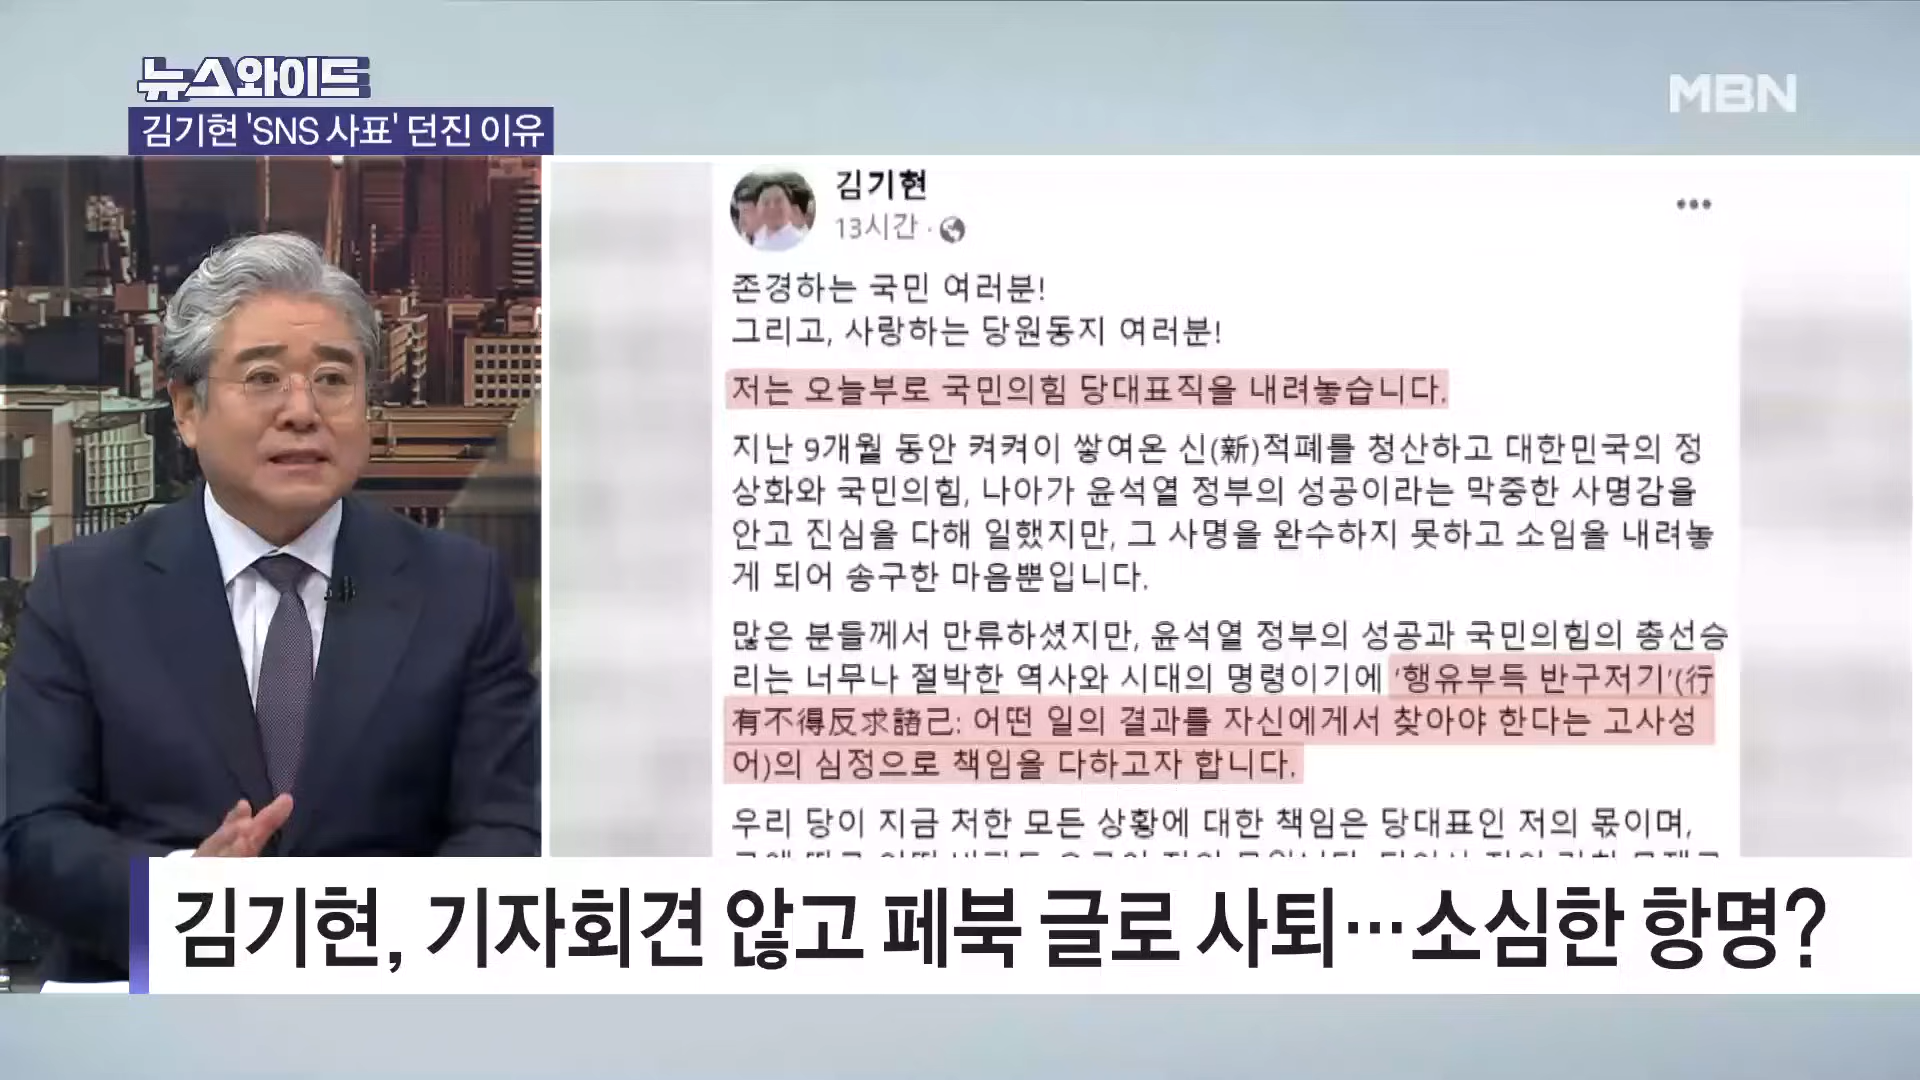 뉴스와이드
김기현 'SNS 사표' 던진 이유
MBN
김기현
13시간 ·
존경하는 국민 여러분!
그리고, 사랑하는 당원동지 여러분!
저는 오늘부로 국민의힘 당대표직을 내려놓습니다.
지난 9개월 동안 켜켜이 쌓여온 신(新)적폐를 청산하고 대한민국의 정
상화와 국민의힘, 나아가 윤석열 정부의 성공이라는 막중한 사명감을
안고 진심을 다해 일했지만, 그 사명을 완수하지 못하고 소임을 내려놓
게 되어 송구한 마음뿐입니다.
많은 분들께서 만류하셨지만, 윤석열 정부의 성공과 국민의힘의 총선승
리는 너무나 절박한 역사와 시대의 명령이기에 '행유부득 반구저기'(行
有不得反求諸己: 어떤 일의 결과를 자신에게서 찾아야 한다는 고사성
어)의 심정으로 책임을 다하고자 합니다.
우리 당이 지금 처한 모든 상황에 대한 책임은 당대표인 저의 몫이며,
김기현, 기자회견 않고 페북 글로 사퇴…소심한 항명?